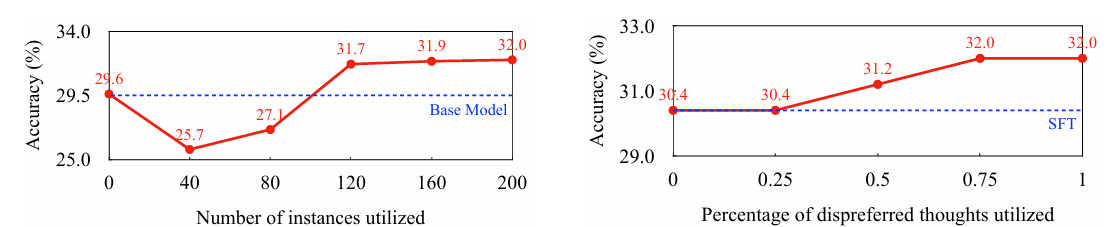 34.0
29.5
25.0
Accuracy (%)
29.6
25.7
27.1
31.7
31.9
32.0
Base Model
0 40 80 120 160 200
Number of instances utilized
33.0
31.0
29.0
Accuracy (%)
30.4
30.4
31.2
32.0
32.0
SFT
0 0.25 0.5 0.75 1
Percentage of dispreferred thoughts utilized